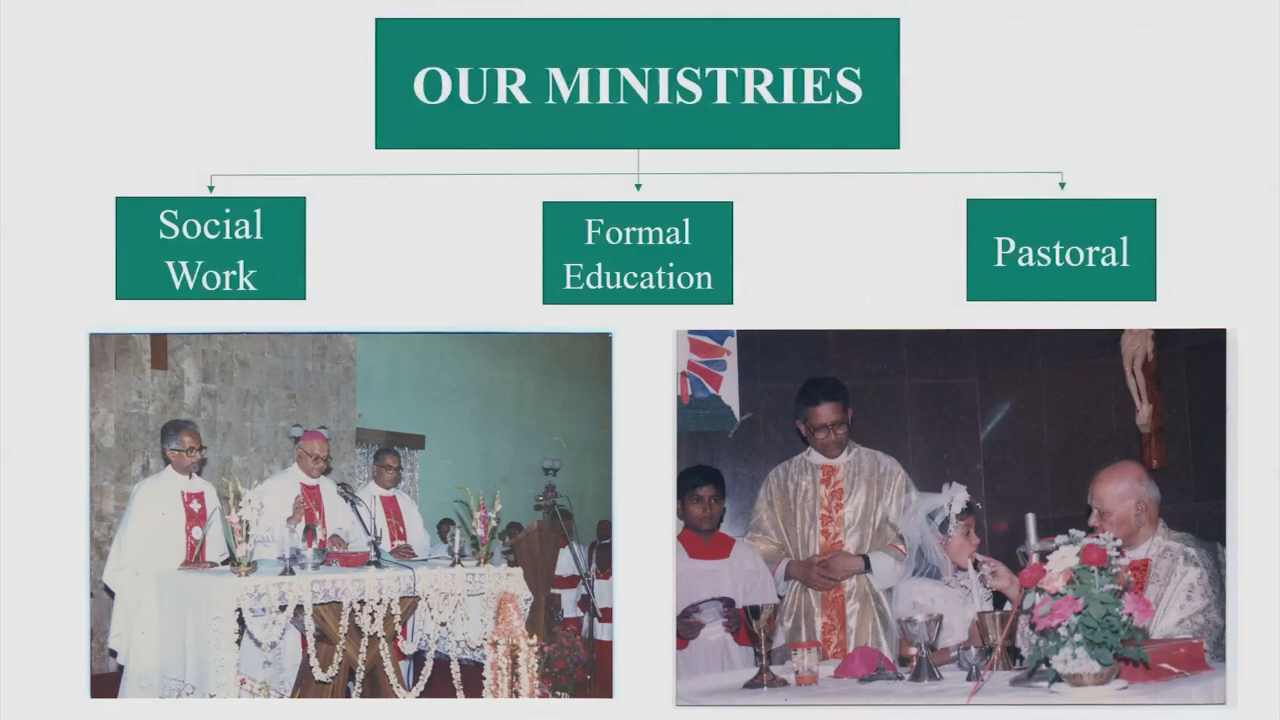 OUR MINISTRIES
Social
Work
Formal
Education
Pastoral